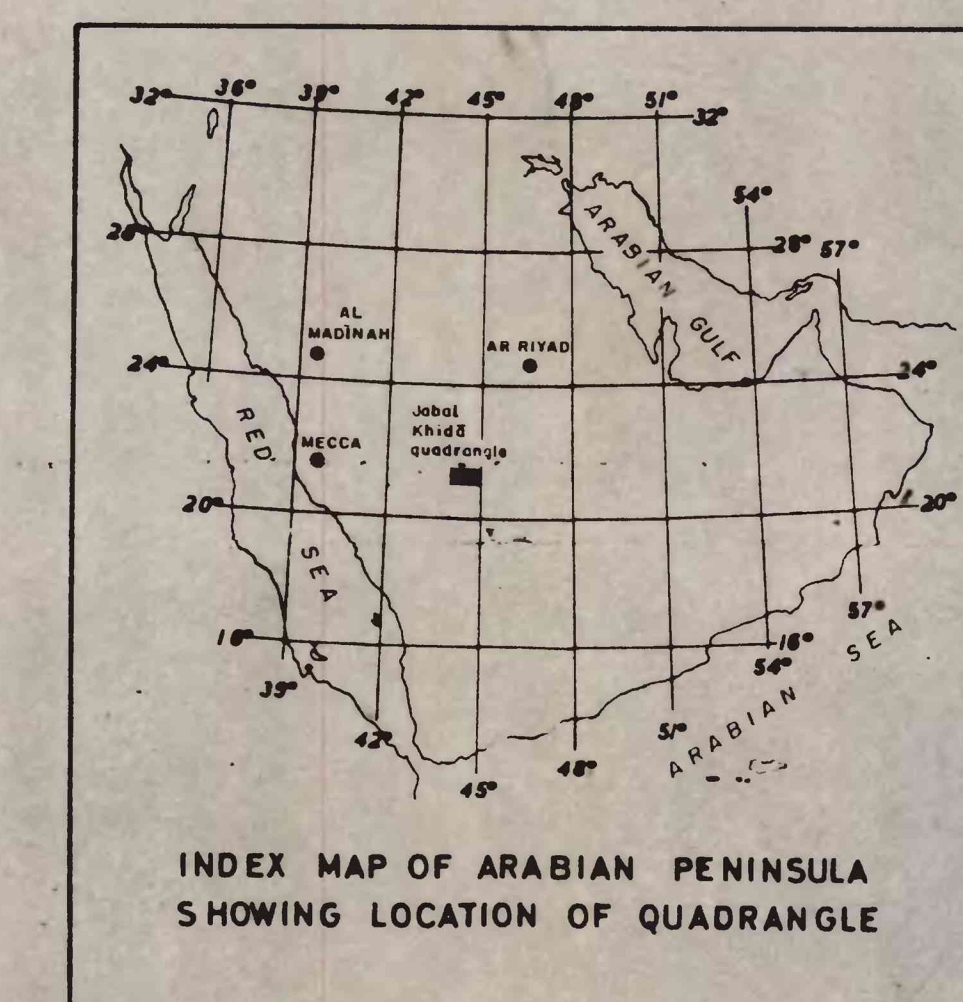 32° 36° 39° 42° 45° 48° 51° 32°
54°
28° 28° 57°
ARABIAN GULF
AL
MADĪNAH
AR RIYAD
24° 24°
RED SEA
MECCA
Jabal
Khidā
quadrangle
20° 20°
16° 16°
57°
54°
39°
42°
45°
48°
51°
ARABIAN SEA
INDEX MAP OF ARABIAN PENINSULA
SHOWING LOCATION OF QUADRANGLE